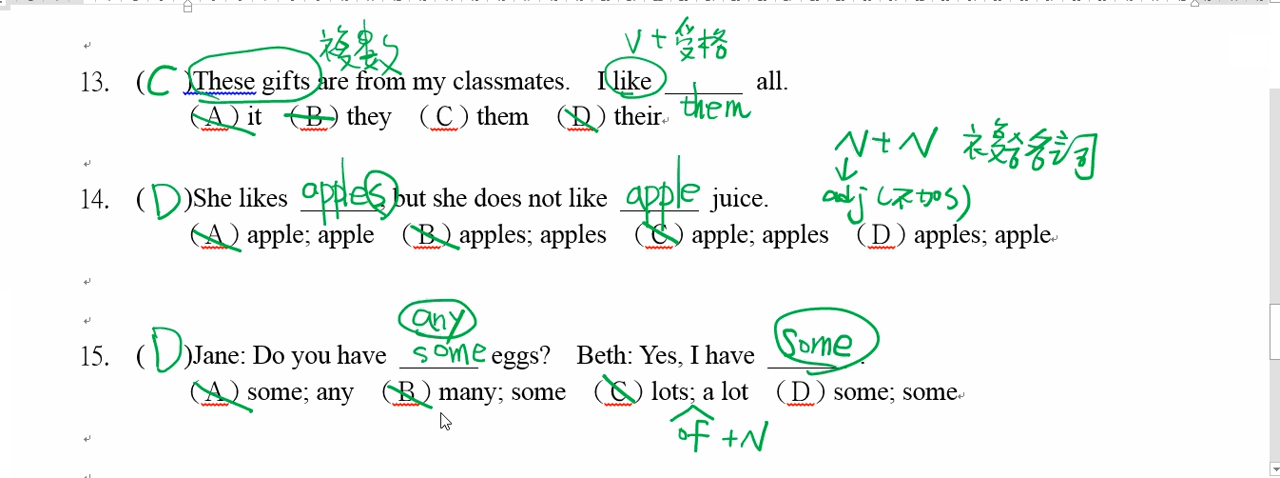 複數 V+受格
13. (C)These gifts are from my classmates. I like ______ all.
them
(A) it (B) they (C) them (D) their
N+N 複合名詞
adj (不加s)
14. (D)She likes apples, but she does not like apple juice.
(A) apple; apple (B) apples; apples (C) apple; apples (D) apples; apple
any
15. (D)Jane: Do you have some eggs? Beth: Yes, I have some.
(A) some; any (B) many; some (C) lots; a lot (D) some; some
of +N